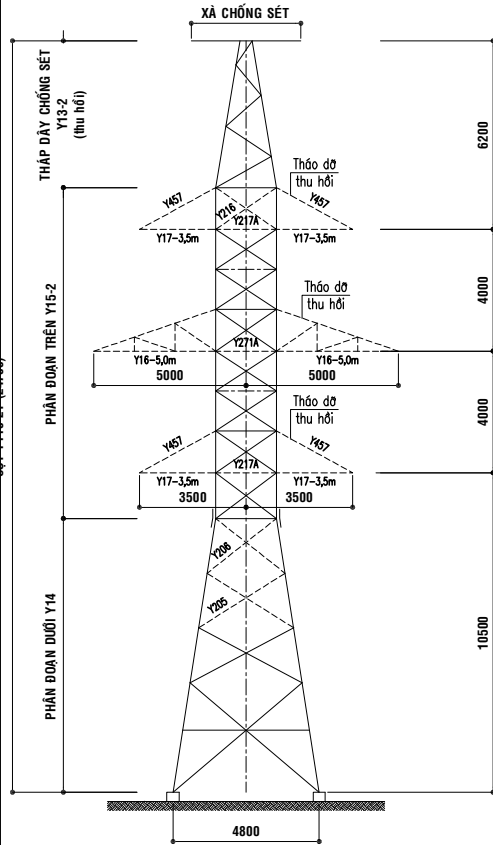 XÀ CHỐNG SÉT
THÁP DÂY CHỐNG SÉT
Y13-2
(thu hồi)
6200
Tháo dỡ
thu hồi
Y457
Y216
Y217A
Y457
Y17-3,5m
Y17-3,5m
4000
Tháo dỡ
thu hồi
PHÂN ĐOẠN TRÊN Y15-2
Y271A
Y16-5,0m
Y16-5,0m
5000
5000
4000
Tháo dỡ
thu hồi
Y457
Y217A
Y457
Y17-3,5m
Y17-3,5m
3500
3500
Y206
Y205
PHÂN ĐOẠN DƯỚI Y14
10500
4800